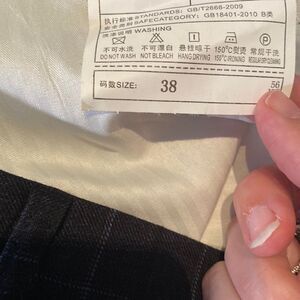 执行标准STANDARDS: GB/T2666-2009
安全类别SAFECATEGORY: GB18401-2010 B类
洗涤说明 WASHING
不可水洗 不可漂白 悬挂晾干 150℃熨烫 常规干洗
DO NOT WASH NOT BLEACH HANG DRYING 150℃IRONING REGULAR DRY CLEANING
码数SIZE: 38
56